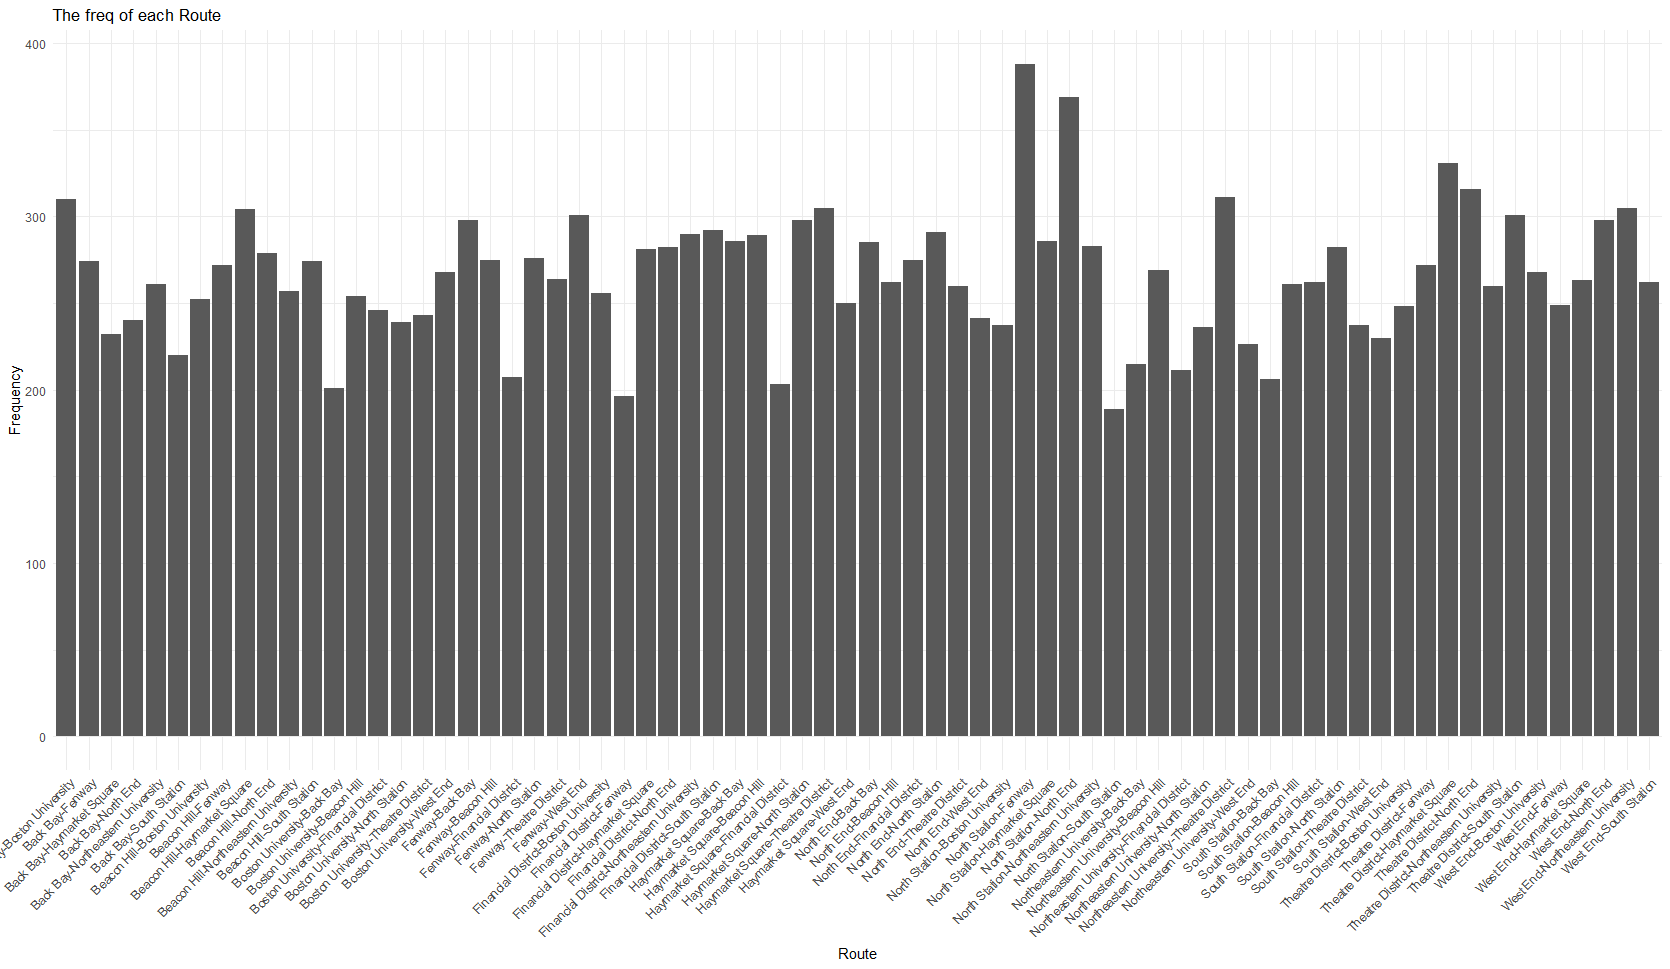 The freq of each Route
400
300
200
100
0
Frequency
y-Boston University
Back Bay-Fenway
Back Bay-Haymarket Square
Back Bay-North End
Back Bay-Northeastern University
Back Bay-South Station
Beacon Hill-Boston University
Beacon Hill-Fenway
Beacon Hill-Haymarket Square
Beacon Hill-North End
Beacon Hill-Northeastern University
Beacon Hill-South Station
Boston University-Back Bay
Boston University-Beacon Hill
Boston University-Financial District
Boston University-North Station
Boston University-Theatre District
Boston University-West End
Fenway-Back Bay
Fenway-Beacon Hill
Fenway-Financial District
Fenway-North Station
Fenway-Theatre District
Fenway-West End
Financial District-Boston University
Financial District-Fenway
Financial District-Haymarket Square
Financial District-North End
Financial District-Northeastern University
Financial District-South Station
Haymarket Square-Back Bay
Haymarket Square-Beacon Hill
Haymarket Square-Financial District
Haymarket Square-North Station
Haymarket Square-Theatre District
Haymarket Square-West End
North End-Back Bay
North End-Beacon Hill
North End-Financial District
North End-North Station
North End-Theatre District
North End-West End
North Station-Boston University
North Station-Fenway
North Station-Haymarket Square
North Station-North End
North Station-Northeastern University
North Station-South Station
Northeastern University-Back Bay
Northeastern University-Beacon Hill
Northeastern University-Financial District
Northeastern University-North Station
Northeastern University-Theatre District
Northeastern University-West End
South Station-Back Bay
South Station-Beacon Hill
South Station-Financial District
South Station-North Station
South Station-Theatre District
South Station-West End
Theatre District-Boston University
Theatre District-Fenway
Theatre District-Haymarket Square
Theatre District-North End
Theatre District-Northeastern University
Theatre District-South Station
West End-Boston University
West End-Fenway
West End-Haymarket Square
West End-North End
West End-Northeastern University
West End-South Station
Route